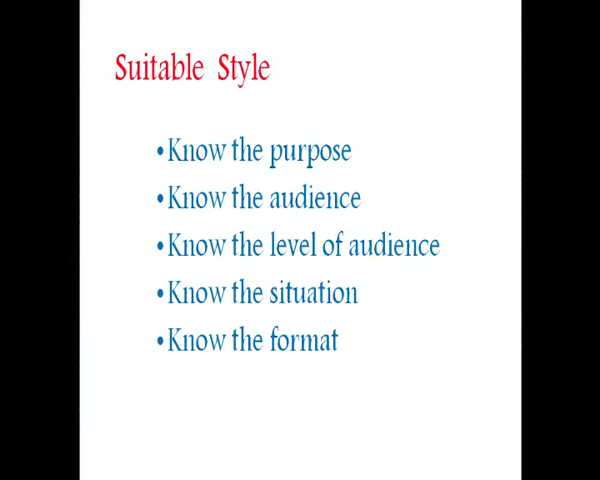 Suitable Style
•Know the purpose
•Know the audience
•Know the level of audience
•Know the situation
•Know the format